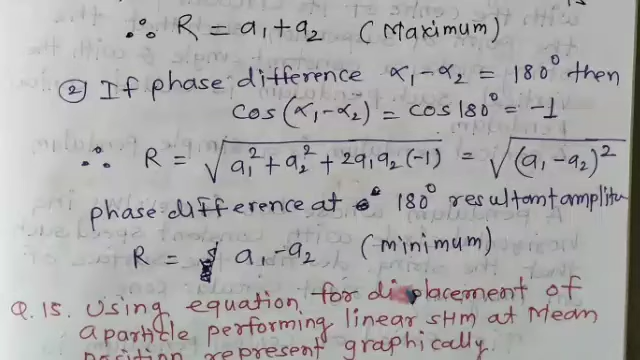 ∴ R = a₁+a₂ (Maximum)
② If phase difference α₁-α₂ = 180° then
cos(α₁-α₂) = cos180° = -1
∴ R = √(a₁²+a₂²+2a₁a₂(-1)) = √(a₁-a₂)²
phase difference at 180° resultant amplitu
R = a₁-a₂ (minimum)
Q.15. Using equation for displacement of
a particle performing linear SHM at Mean
position represent graphically.